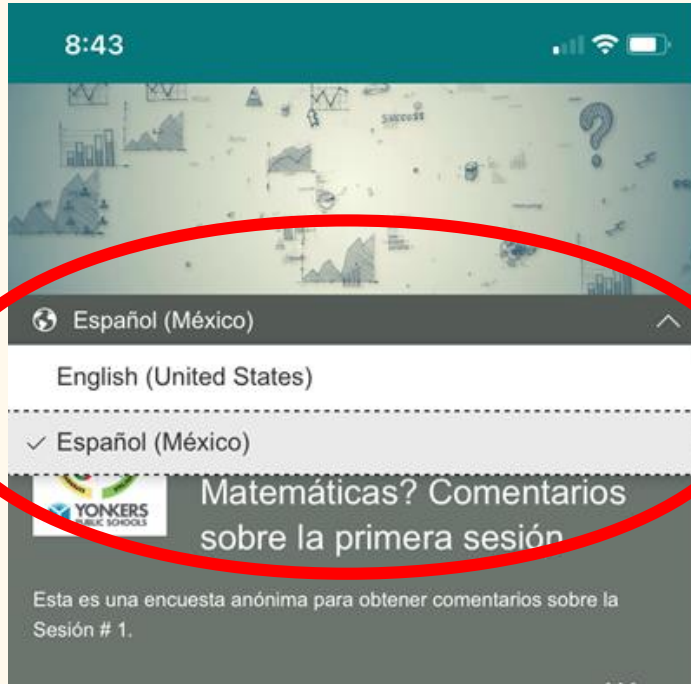 8:43
Success
Español (México)
English (United States)
Español (México)
YONKERS
PUBLIC SCHOOLS
Matemáticas? Comentarios
sobre la primera sesión
Esta es una encuesta anónima para obtener comentarios sobre la
Sesión # 1.